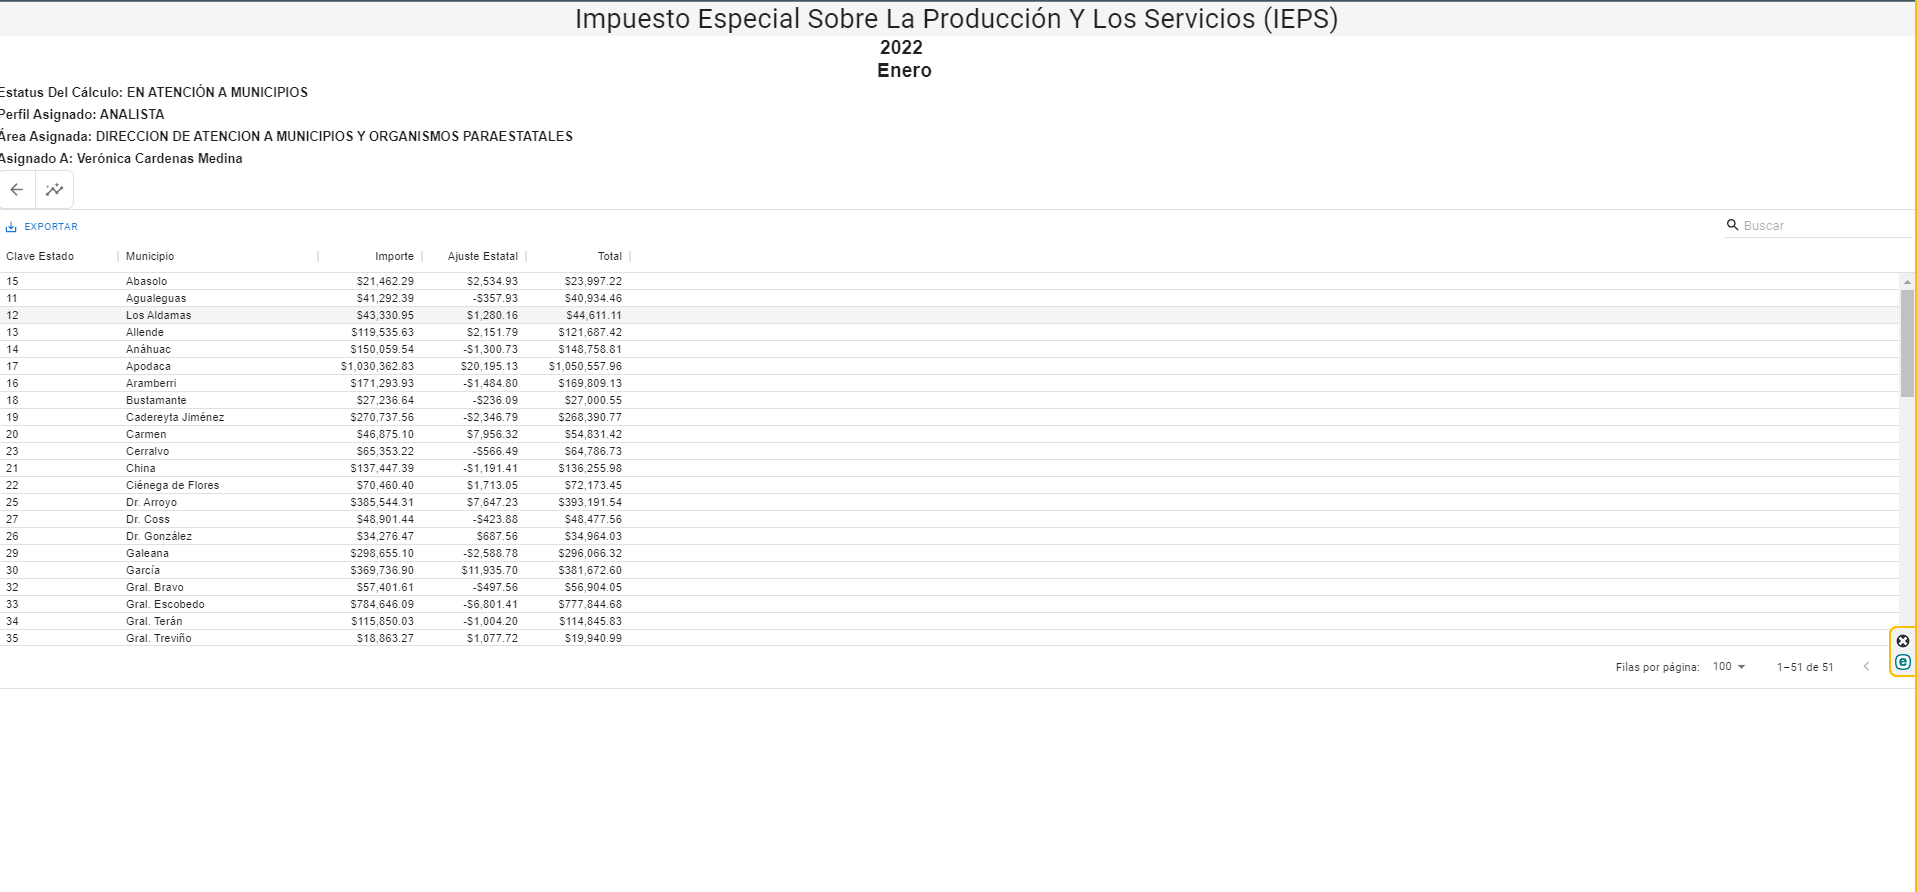 Impuesto Especial Sobre La Producción Y Los Servicios (IEPS)
2022
Enero
Estatus Del Cálculo: EN ATENCIÓN A MUNICIPIOS
Perfil Asignado: ANALISTA
Área Asignada: DIRECCION DE ATENCION A MUNICIPIOS Y ORGANISMOS PARAESTATALES
Asignado A: Verónica Cardenas Medina
EXPORTAR
Buscar
Clave Estado Municipio Importe Ajuste Estatal Total
15 Abasolo $21,462.29 $2,534.93 $23,997.22
11 Agualeguas $41,292.39 -$357.93 $40,934.46
12 Los Aldamas $43,330.95 $1,280.16 $44,611.11
13 Allende $119,535.63 $2,151.79 $121,687.42
14 Anáhuac $150,059.54 -$1,300.73 $148,758.81
17 Apodaca $1,030,362.83 $20,195.13 $1,050,557.96
16 Aramberri $171,293.93 -$1,484.80 $169,809.13
18 Bustamante $27,236.64 -$236.09 $27,000.55
19 Cadereyta Jiménez $270,737.56 -$2,346.79 $268,390.77
20 Carmen $46,875.10 $7,956.32 $54,831.42
23 Cerralvo $65,353.22 -$566.49 $64,786.73
21 China $137,447.39 -$1,191.41 $136,255.98
22 Ciénega de Flores $70,460.40 $1,713.05 $72,173.45
25 Dr. Arroyo $385,544.31 $7,647.23 $393,191.54
27 Dr. Coss $48,901.44 -$423.88 $48,477.56
26 Dr. González $34,276.47 $687.56 $34,964.03
29 Galeana $298,655.10 -$2,588.78 $296,066.32
30 García $369,736.90 $11,935.70 $381,672.60
32 Gral. Bravo $57,401.61 -$497.56 $56,904.05
33 Gral. Escobedo $784,646.09 -$6,801.41 $777,844.68
34 Gral. Terán $115,850.03 -$1,004.20 $114,845.83
35 Gral. Treviño $18,863.27 $1,077.72 $19,940.99
Filas por página: 100 1–51 de 51